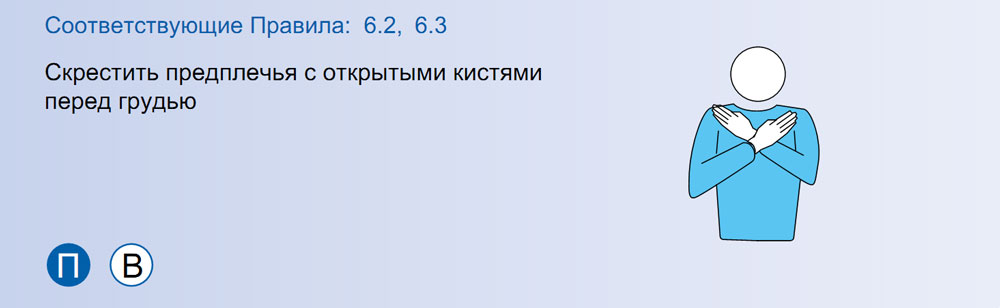 Соответствующие Правила: 6.2, 6.3
Скрестить предплечья с открытыми кистями
перед грудью
П В